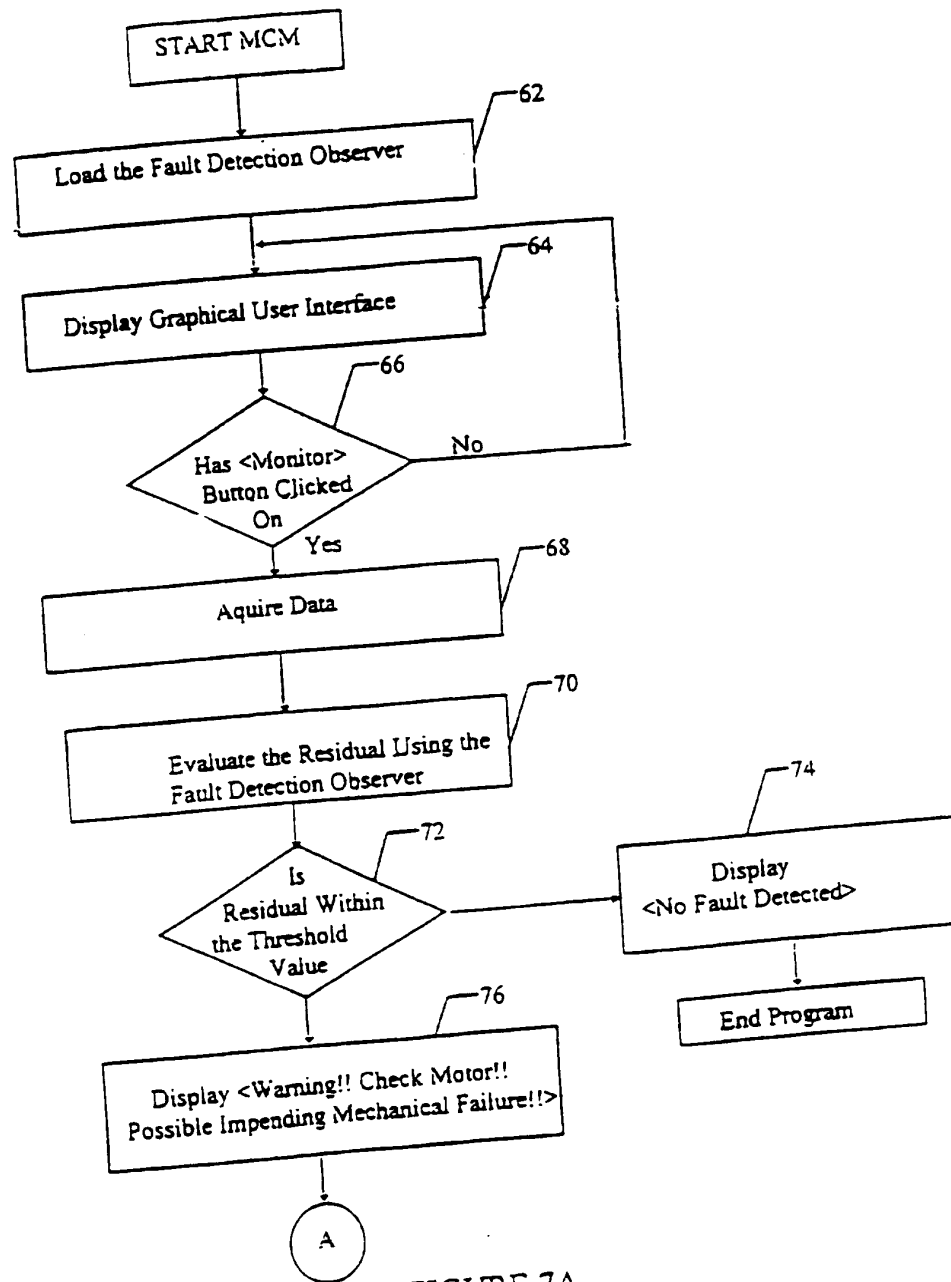 START MCM
62
Load the Fault Detection Observer
64
Display Graphical User Interface
66
Has <Monitor>
Button Clicked
On
No
Yes
68
Aquire Data
70
Evaluate the Residual Using the
Fault Detection Observer
72
74
Is
Residual Within
the Threshold
Value
Display
<No Fault Detected>
End Program
76
Display <Warning!! Check Motor!!
Possible Impending Mechanical Failure!!>
A
FIGURE 7A